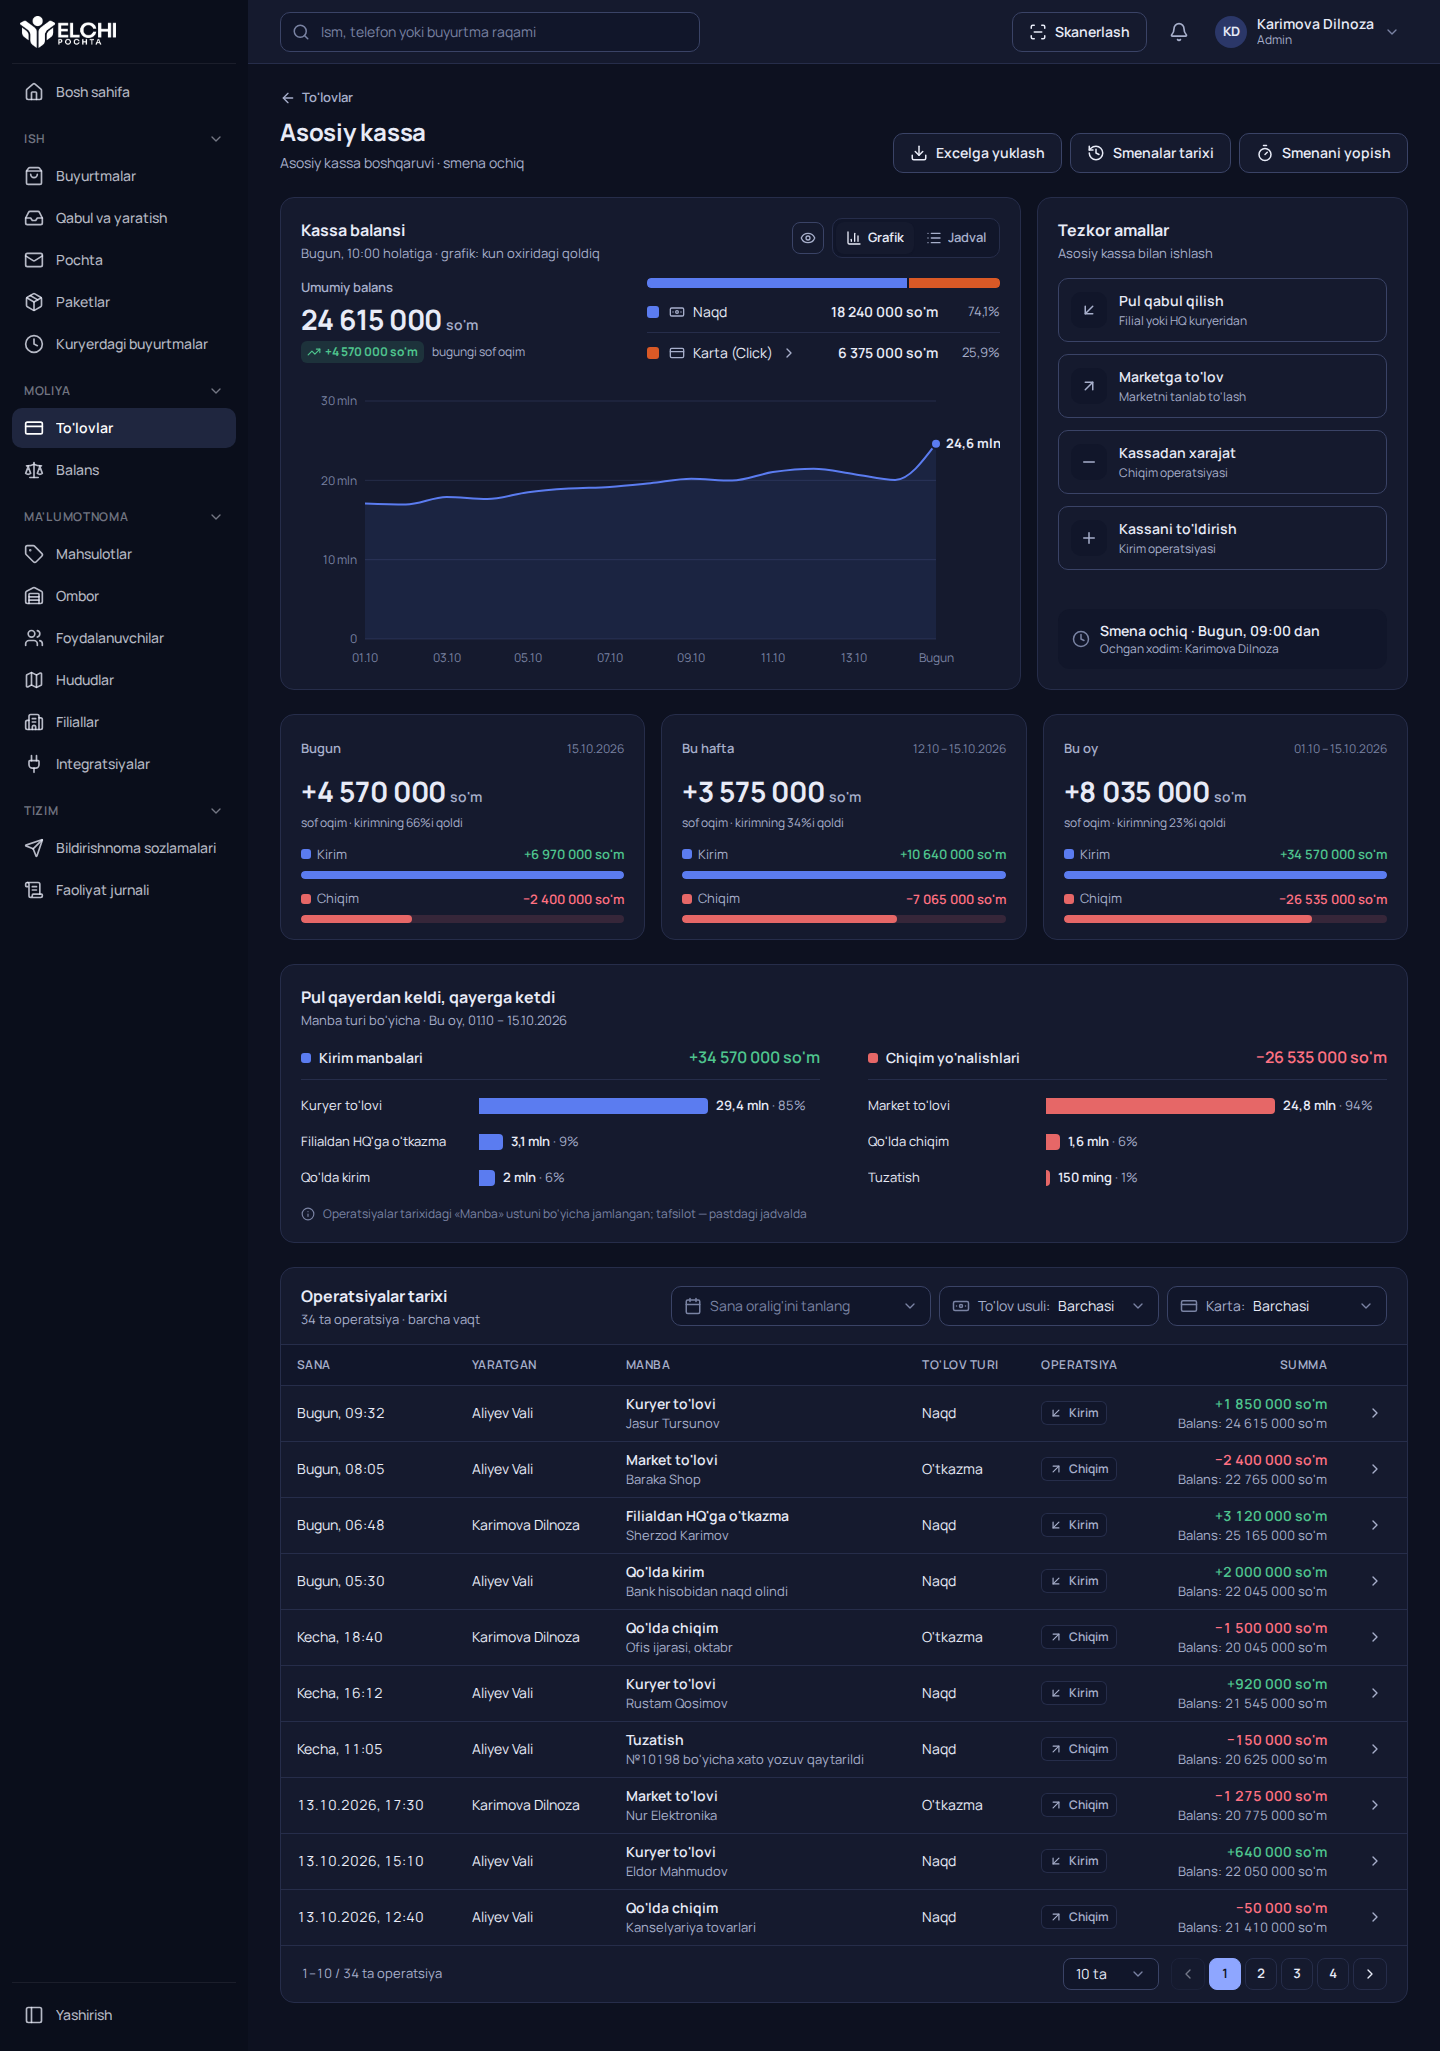 ELCHI
POCHTA
Ism, telefon yoki buyurtma raqami
Skanerlash
KD
Karimova Dilnoza
Admin
Bosh sahifa
ISH
Buyurtmalar
Qabul va yaratish
Pochta
Paketlar
Kuryerdagi buyurtmalar
MOLIYA
To'lovlar
Balans
MA'LUMOTNOMA
Mahsulotlar
Ombor
Foydalanuvchilar
Hududlar
Filiallar
Integratsiyalar
TIZIM
Bildirishnoma sozlamalari
Faoliyat jurnali
Yashirish
To'lovlar
Asosiy kassa
Asosiy kassa boshqaruvi · smena ochiq
Excelga yuklash
Smenalar tarixi
Smenani yopish
Kassa balansi
Bugun, 10:00 holatiga · grafik: kun oxiridagi qoldiq
Grafik
Jadval
Umumiy balans
24 615 000 so'm
+4 570 000 so'm bugungi sof oqim
Naqd 18 240 000 so'm 74,1%
Karta (Click) 6 375 000 so'm 25,9%
30 mln
24,6 mln
20 mln
10 mln
0
01.10 03.10 05.10 07.10 09.10 11.10 13.10 Bugun
Tezkor amallar
Asosiy kassa bilan ishlash
Pul qabul qilish
Filial yoki HQ kuryeridan
Marketga to'lov
Marketni tanlab to'lash
Kassadan xarajat
Chiqim operatsiyasi
Kassani to'ldirish
Kirim operatsiyasi
Smena ochiq · Bugun, 09:00 dan
Ochgan xodim: Karimova Dilnoza
Bugun 15.10.2026
+4 570 000 so'm
sof oqim · kirimning 66%i qoldi
Kirim +6 970 000 so'm
Chiqim −2 400 000 so'm
Bu hafta 12.10 – 15.10.2026
+3 575 000 so'm
sof oqim · kirimning 34%i qoldi
Kirim +10 640 000 so'm
Chiqim −7 065 000 so'm
Bu oy 01.10 – 15.10.2026
+8 035 000 so'm
sof oqim · kirimning 23%i qoldi
Kirim +34 570 000 so'm
Chiqim −26 535 000 so'm
Pul qayerdan keldi, qayerga ketdi
Manba turi bo'yicha · Bu oy, 01.10 – 15.10.2026
Kirim manbalari +34 570 000 so'm
Kuryer to'lovi 29,4 mln · 85%
Filialdan HQ'ga o'tkazma 3,1 mln · 9%
Qo'lda kirim 2 mln · 6%
Chiqim yo'nalishlari −26 535 000 so'm
Market to'lovi 24,8 mln · 94%
Qo'lda chiqim 1,6 mln · 6%
Tuzatish 150 ming · 1%
Operatsiyalar tarixidagi «Manba» ustuni bo'yicha jamlangan; tafsilot — pastdagi jadvalda
Operatsiyalar tarixi
34 ta operatsiya · barcha vaqt
Sana oralig'ini tanlang
To'lov usuli: Barchasi
Karta: Barchasi
SANA YARATGAN MANBA TO'LOV TURI OPERATSIYA SUMMA
Bugun, 09:32 Aliyev Vali Kuryer to'lovi Naqd Kirim +1 850 000 so'm
Jasur Tursunov Balans: 24 615 000 so'm
Bugun, 08:05 Aliyev Vali Market to'lovi O'tkazma Chiqim −2 400 000 so'm
Baraka Shop Balans: 22 765 000 so'm
Bugun, 06:48 Karimova Dilnoza Filialdan HQ'ga o'tkazma Naqd Kirim +3 120 000 so'm
Sherzod Karimov Balans: 25 165 000 so'm
Bugun, 05:30 Aliyev Vali Qo'lda kirim Naqd Kirim +2 000 000 so'm
Bank hisobidan naqd olindi Balans: 22 045 000 so'm
Kecha, 18:40 Karimova Dilnoza Qo'lda chiqim O'tkazma Chiqim −1 500 000 so'm
Ofis ijarasi, oktabr Balans: 20 045 000 so'm
Kecha, 16:12 Aliyev Vali Kuryer to'lovi Naqd Kirim +920 000 so'm
Rustam Qosimov Balans: 21 545 000 so'm
Kecha, 11:05 Aliyev Vali Tuzatish Naqd Chiqim −150 000 so'm
№10198 bo'yicha xato yozuv qaytarildi Balans: 20 625 000 so'm
13.10.2026, 17:30 Karimova Dilnoza Market to'lovi O'tkazma Chiqim −1 275 000 so'm
Nur Elektronika Balans: 20 775 000 so'm
13.10.2026, 15:10 Aliyev Vali Kuryer to'lovi Naqd Kirim +640 000 so'm
Eldor Mahmudov Balans: 22 050 000 so'm
13.10.2026, 12:40 Aliyev Vali Qo'lda chiqim Naqd Chiqim −50 000 so'm
Kanselyariya tovarlari Balans: 21 410 000 so'm
1–10 / 34 ta operatsiya
10 ta
1 2 3 4